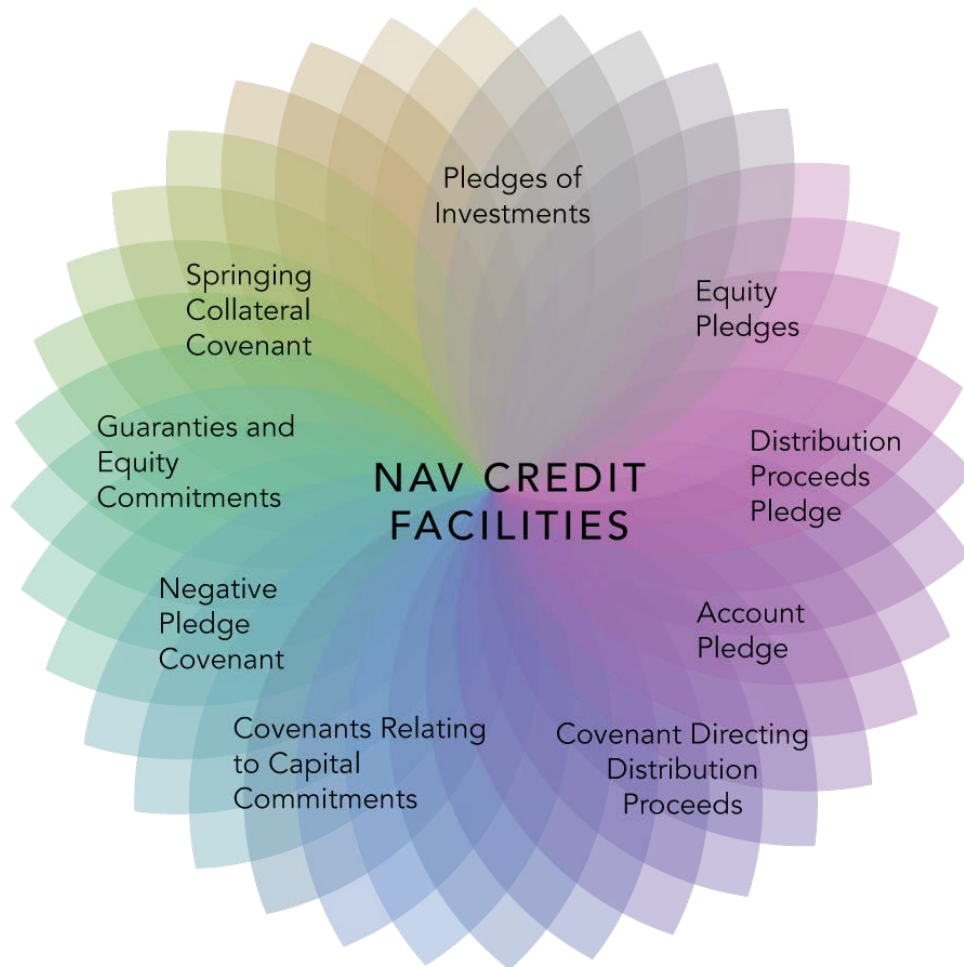 Pledges of
Investments
Springing
Collateral
Covenant
Equity
Pledges
Guaranties and
Equity
Commitments
Distribution
Proceeds
Pledge
NAV CREDIT
FACILITIES
Negative
Pledge
Covenant
Account
Pledge
Covenants Relating
to Capital
Commitments
Covenant Directing
Distribution
Proceeds